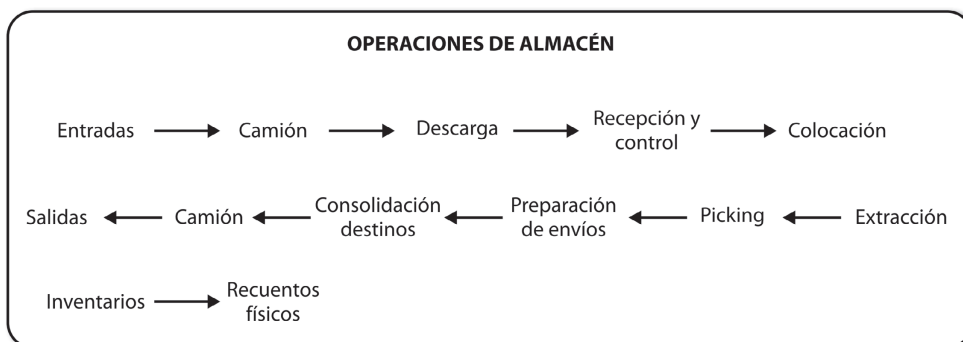 OPERACIONES DE ALMACÉN
Entradas Camión Descarga Recepción y control Colocación
Salidas Camión Consolidación destinos Preparación de envíos Picking Extracción
Inventarios Recuentos físicos